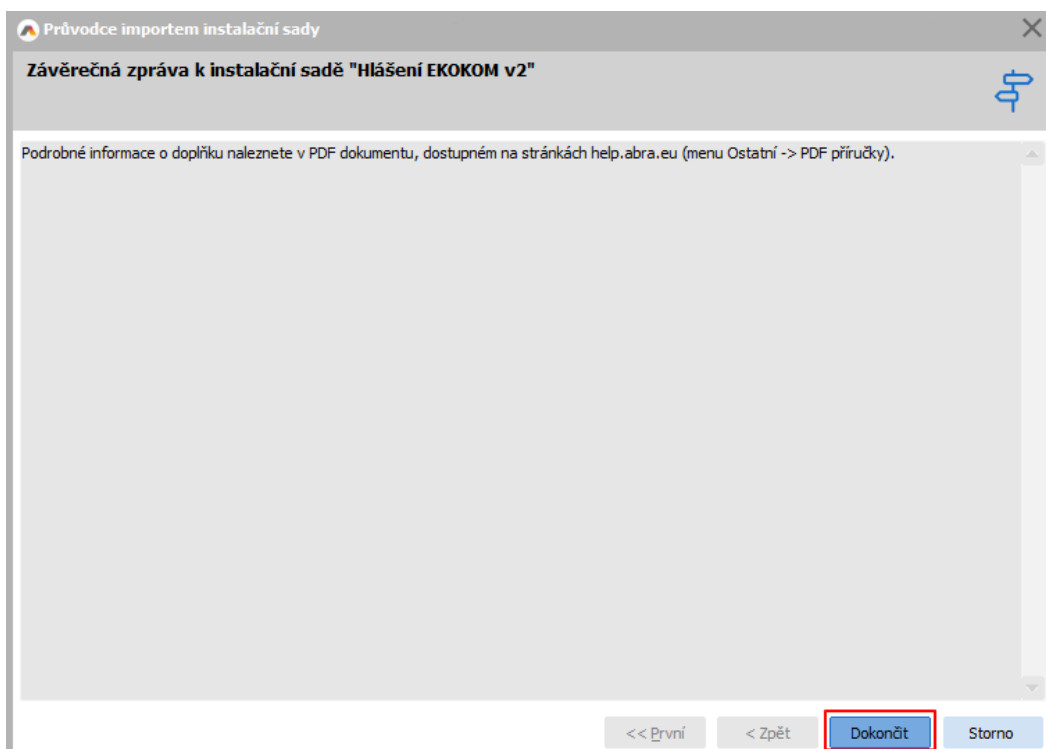 Průvodce importem instalační sady
Závěrečná zpráva k instalační sadě "Hlášení EKOKOM v2"
Podrobné informace o doplňku naleznete v PDF dokumentu, dostupném na stránkách help.abra.eu (menu Ostatní -> PDF příručky).
<< První < Zpět Dokončit Storno